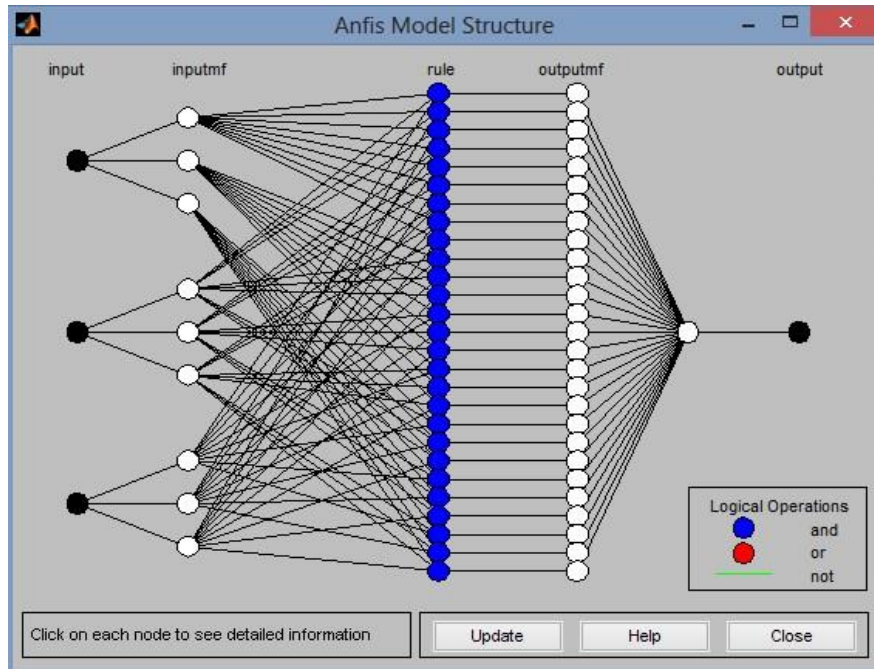 Anfis Model Structure
input inputmf rule outputmf output
Logical Operations
and
or
not
Click on each node to see detailed information
Update Help Close